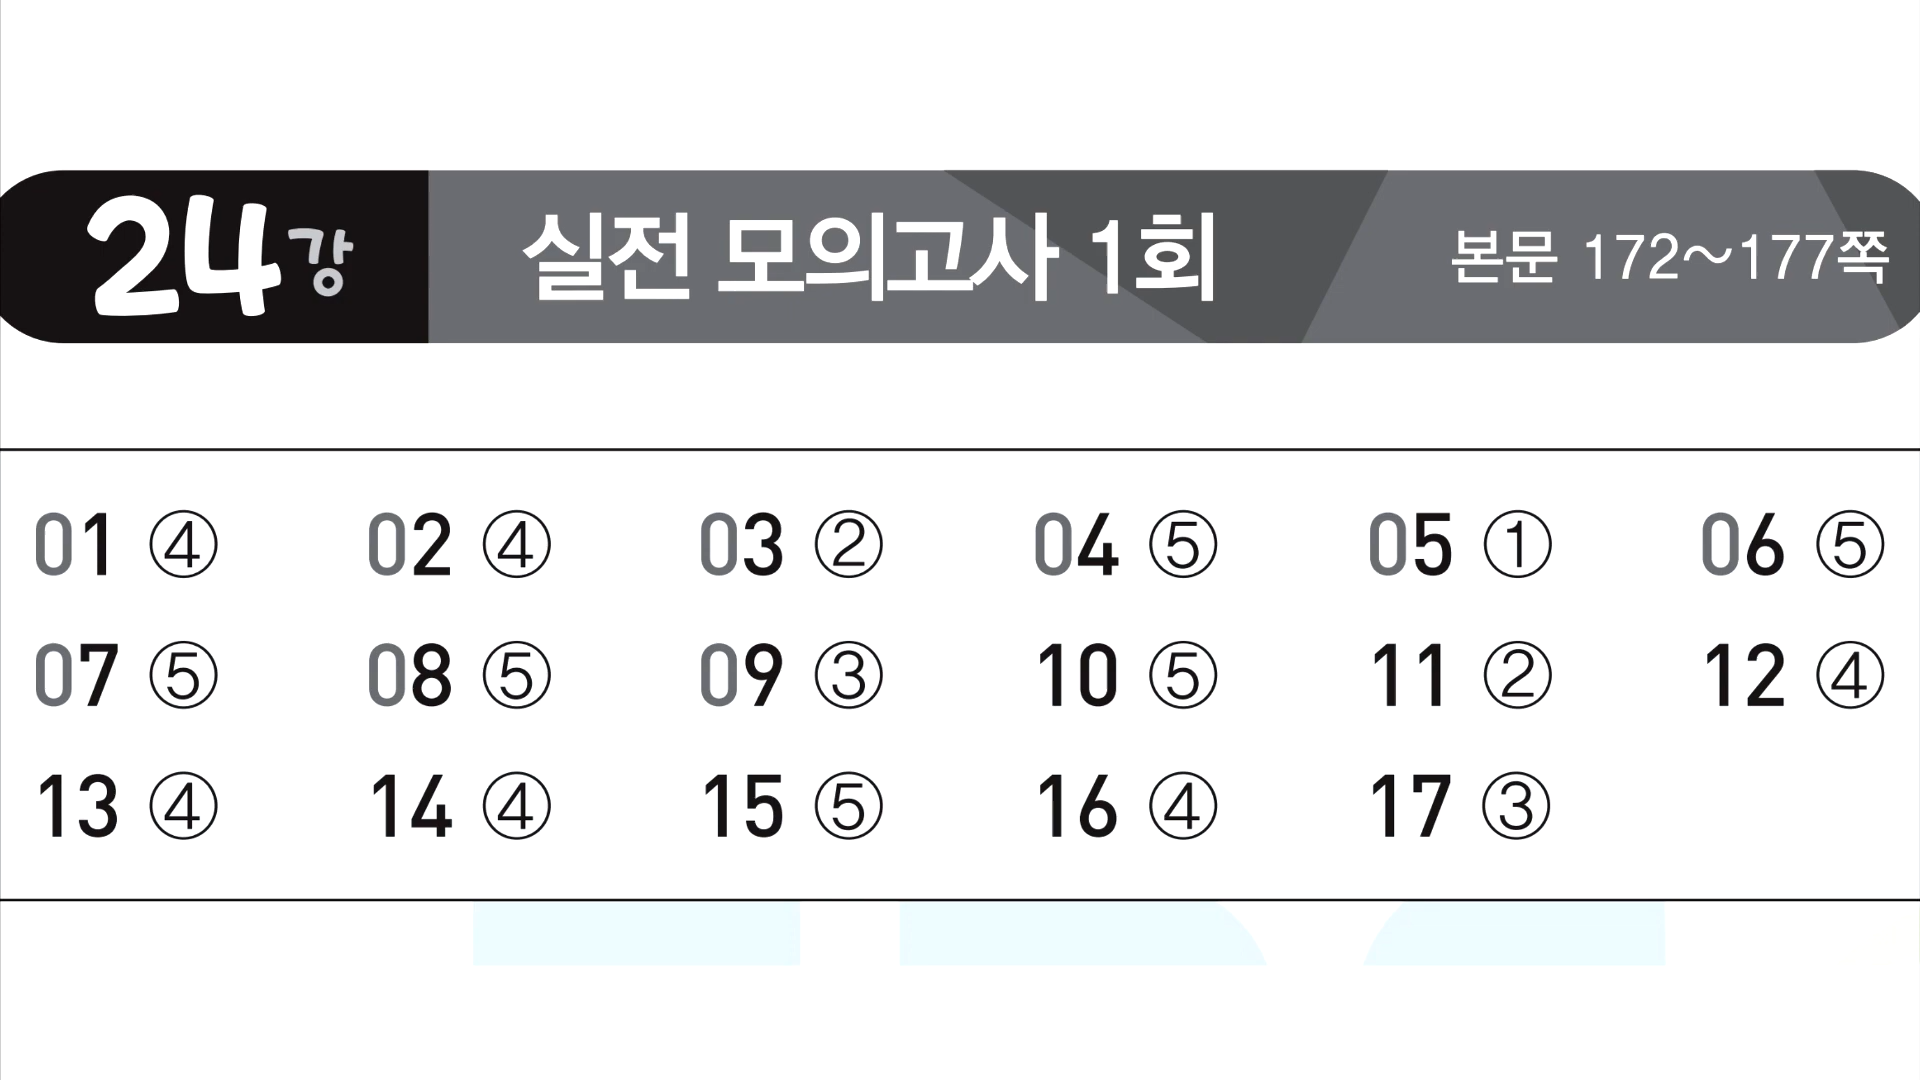 24강 실전 모의고사 1회 본문 172～177쪽
01 ④ 02 ④ 03 ② 04 ⑤ 05 ① 06 ⑤
07 ⑤ 08 ⑤ 09 ③ 10 ⑤ 11 ② 12 ④
13 ④ 14 ④ 15 ⑤ 16 ④ 17 ③